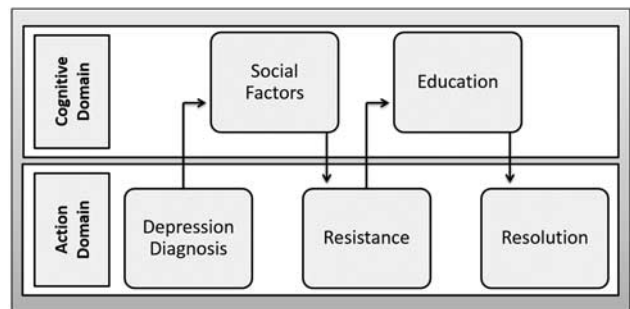 Cognitive
Domain
Social
Factors
Education
Action
Domain
Depression
Diagnosis
Resistance
Resolution